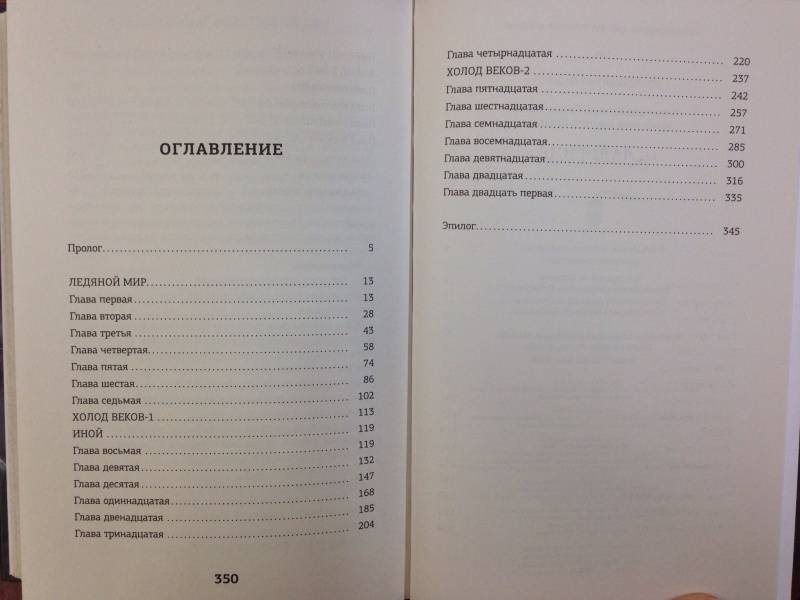 ОГЛАВЛЕНИЕ
Пролог 5
ЛЕДЯНОЙ МИР 13
Глава первая 13
Глава вторая 28
Глава третья 43
Глава четвертая 58
Глава пятая 74
Глава шестая 86
Глава седьмая 102
ХОЛОД ВЕКОВ-1 113
ИНОЙ 119
Глава восьмая 119
Глава девятая 132
Глава десятая 147
Глава одиннадцатая 168
Глава двенадцатая 185
Глава тринадцатая 204
350
Глава четырнадцатая 220
ХОЛОД ВЕКОВ-2 237
Глава пятнадцатая 242
Глава шестнадцатая 257
Глава семнадцатая 271
Глава восемнадцатая 285
Глава девятнадцатая 300
Глава двадцатая 316
Глава двадцать первая 335
Эпилог 345